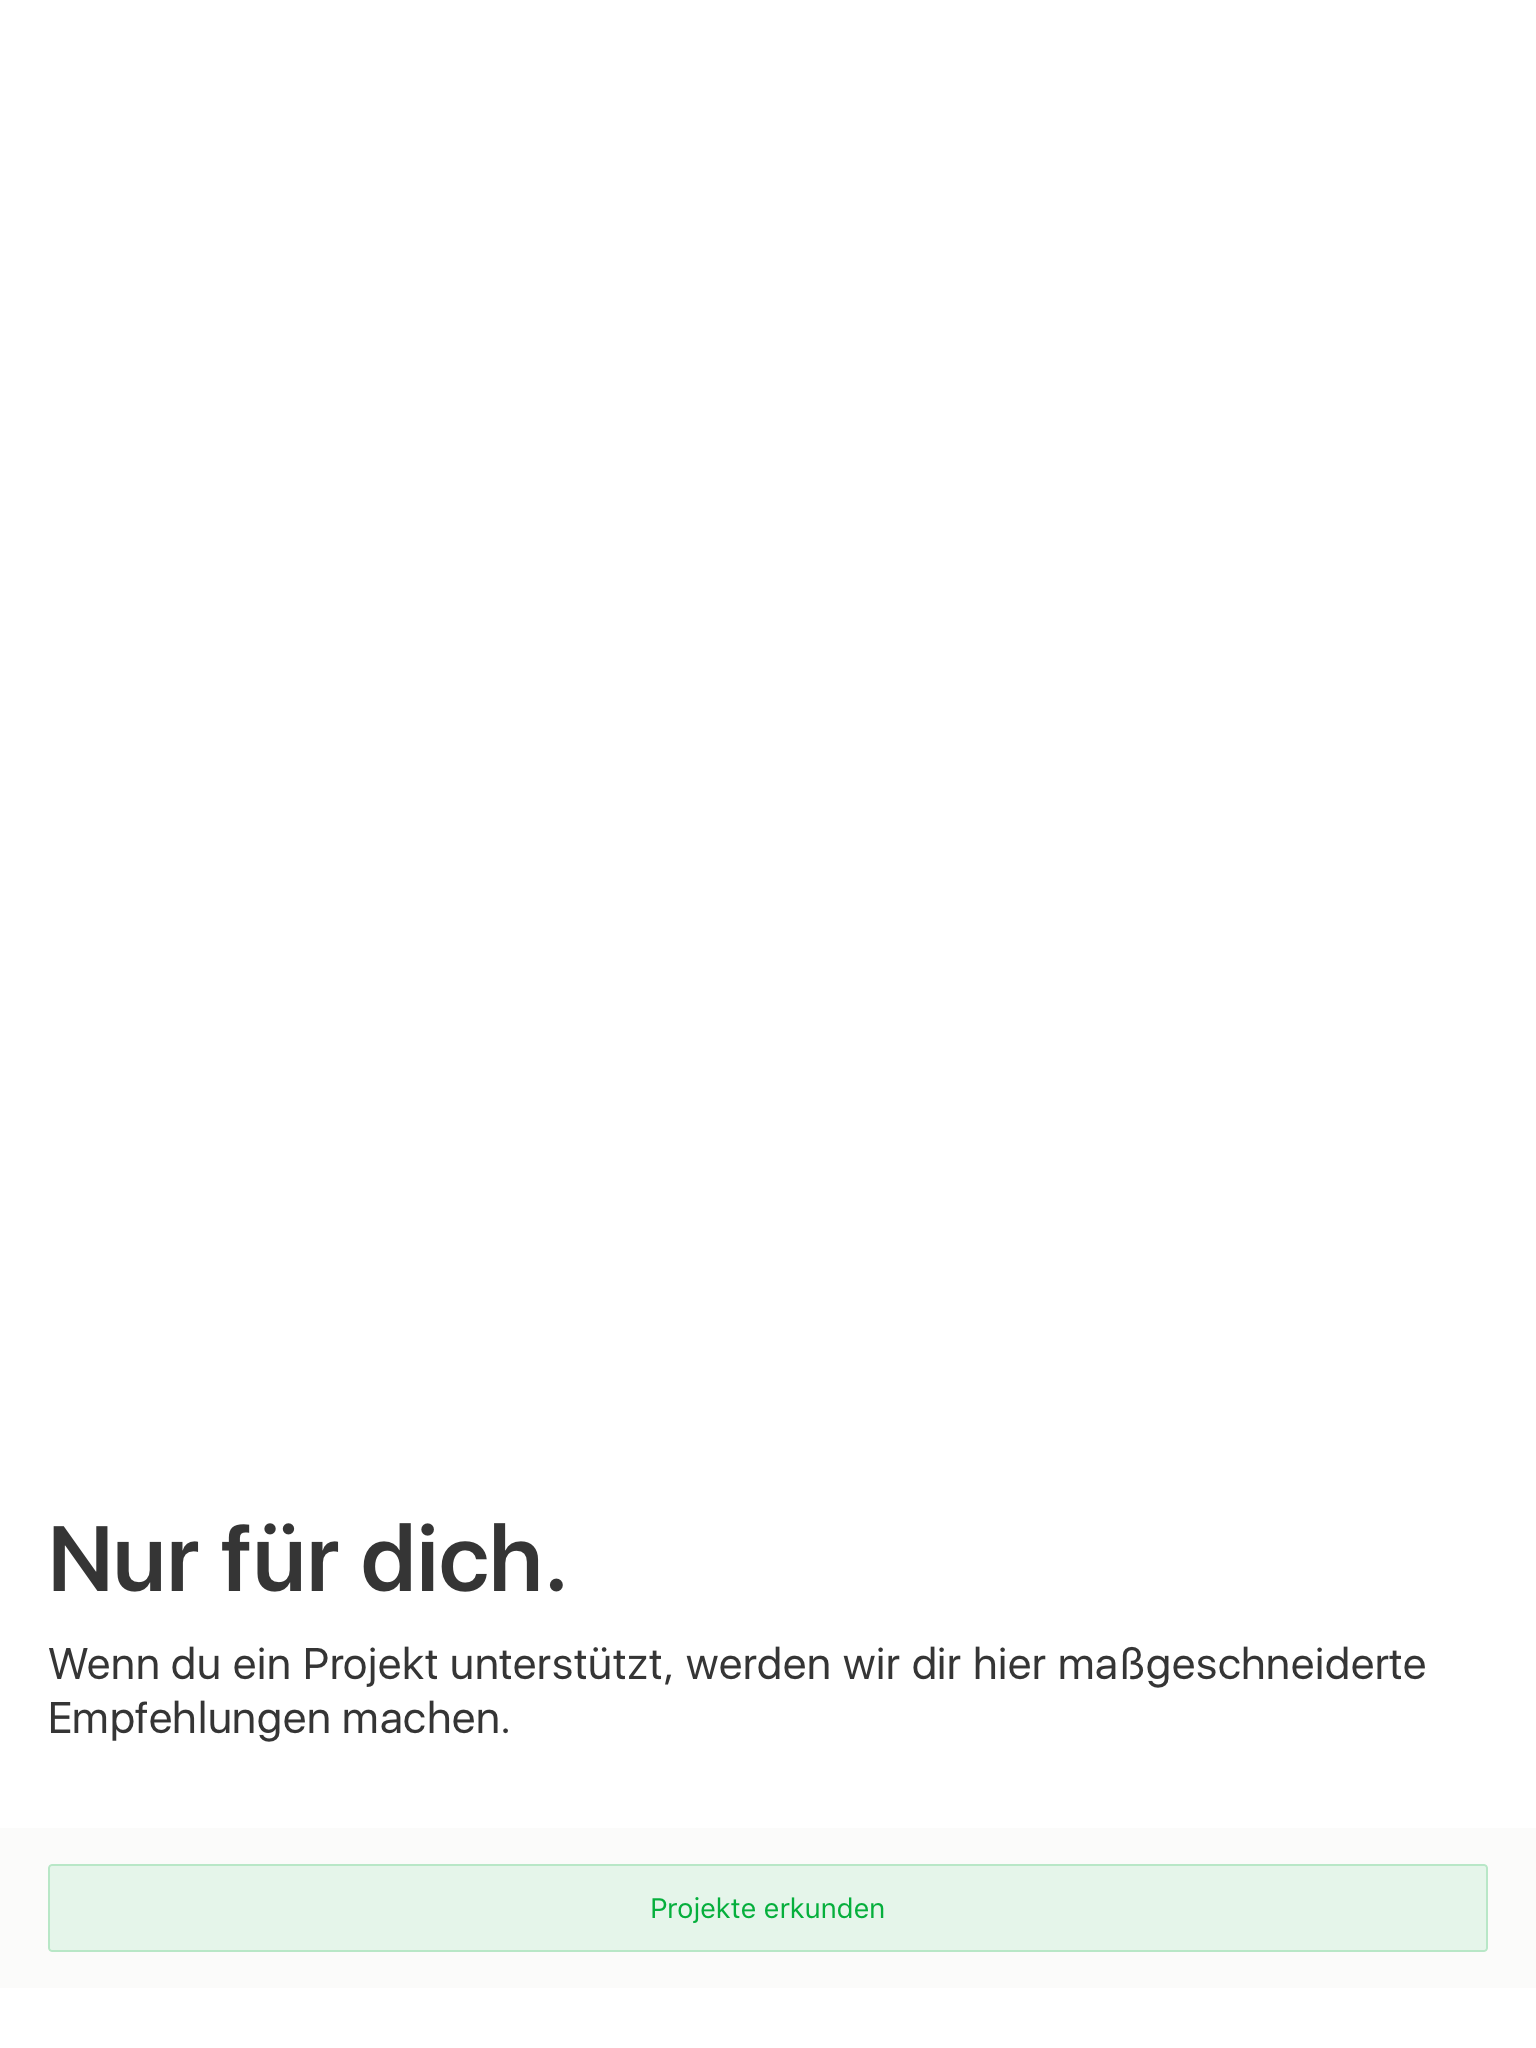 Nur für dich.
Wenn du ein Projekt unterstützt, werden wir dir hier maßgeschneiderte
Empfehlungen machen.
Projekte erkunden